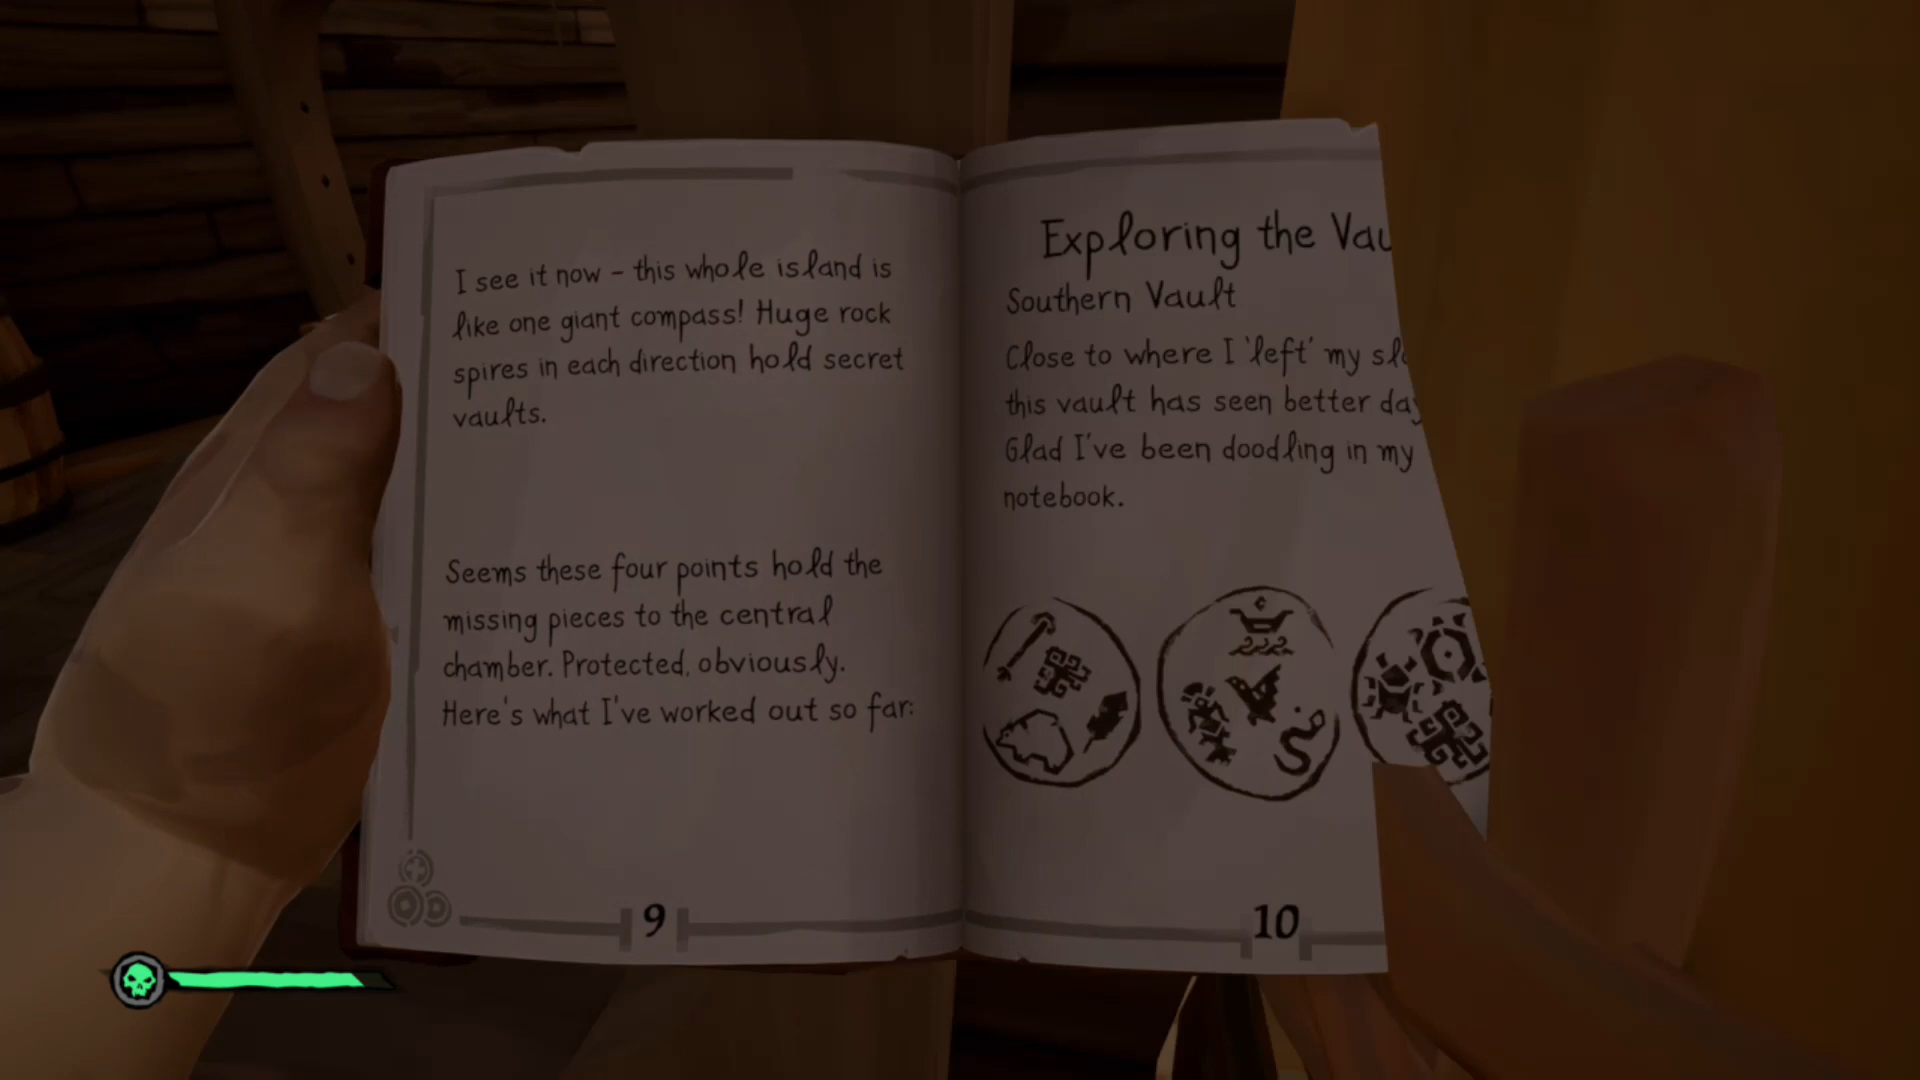 I see it now - this whole island is
like one giant compass! Huge rock
spires in each direction hold secret
vaults.
Seems these four points hold the
missing pieces to the central
chamber. Protected, obviously.
Here's what I've worked out so far:
9
Exploring the
Southern Vault
Close to where I 'left' my
this vault has seen better
Glad I've been doodling in my
notebook.
10